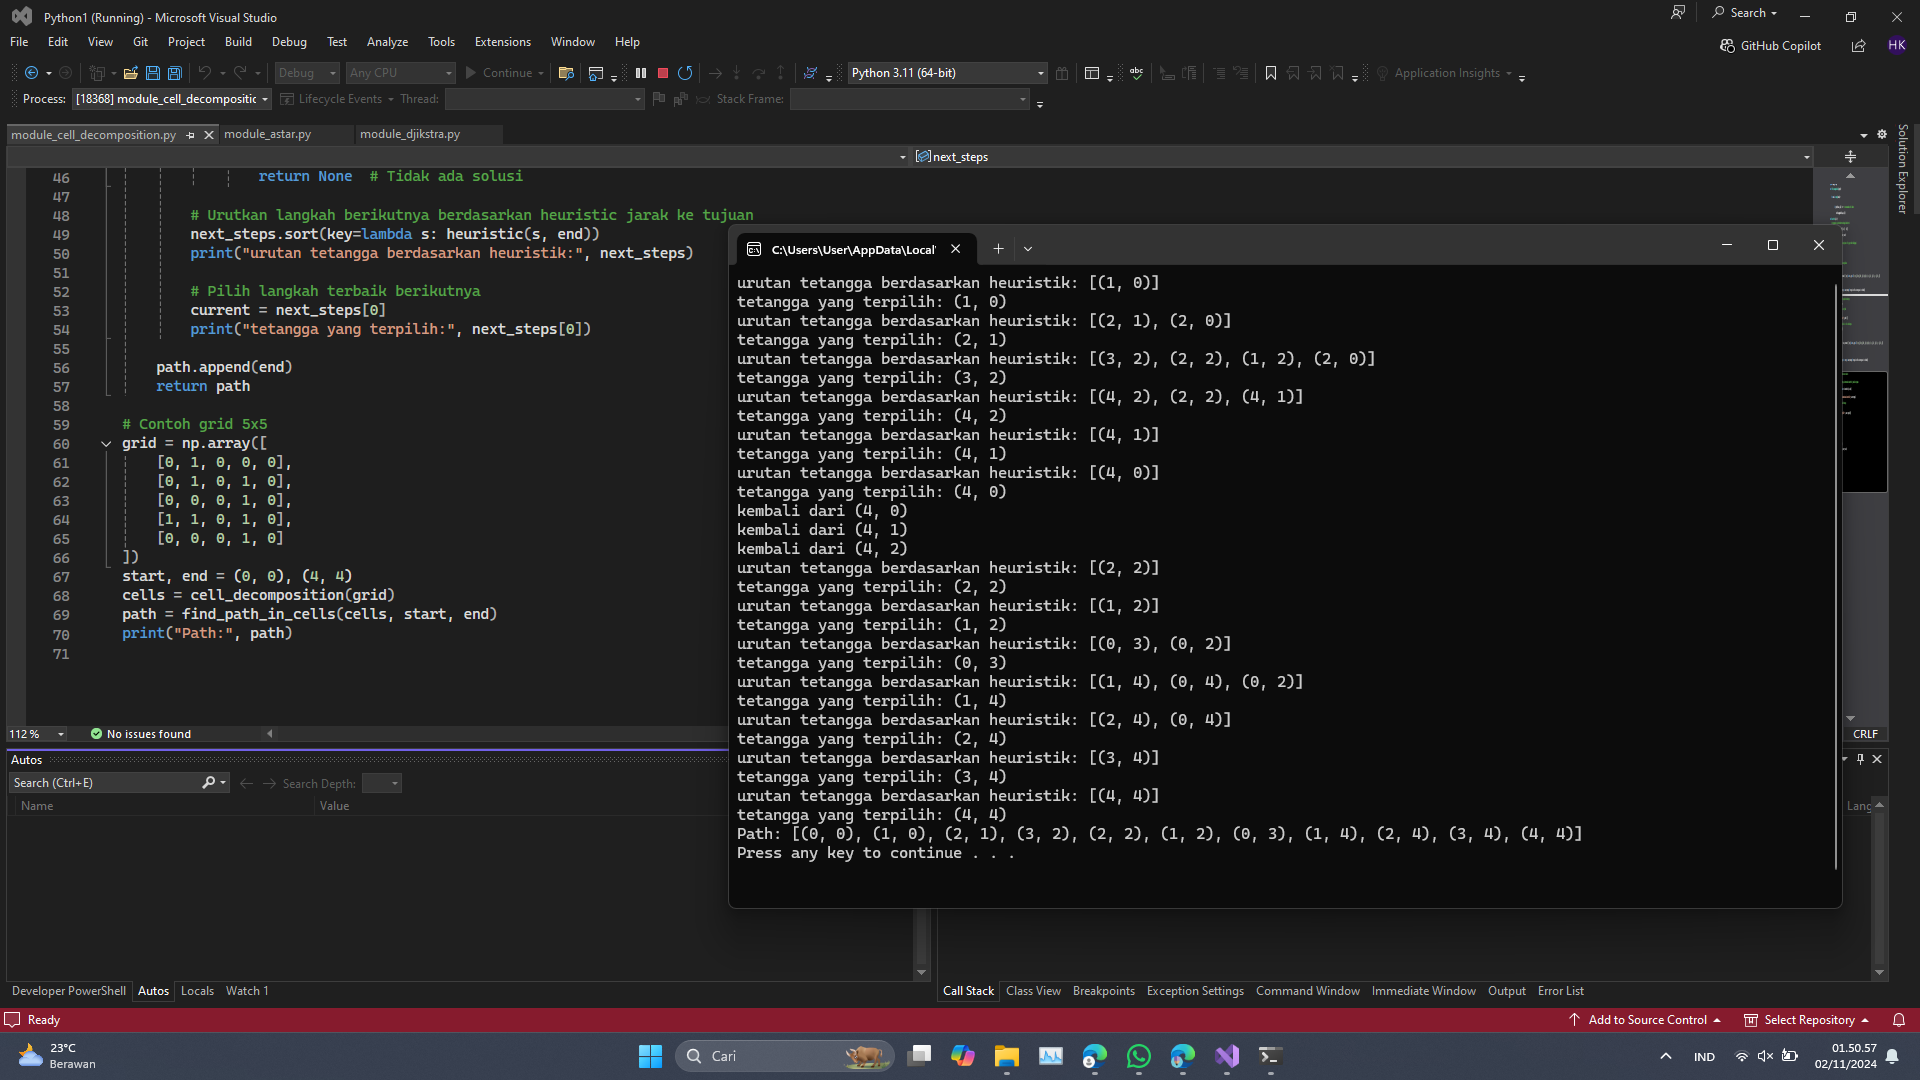 Python1 (Running) - Microsoft Visual Studio
Search
File Edit View Git Project Build Debug Test Analyze Tools Extensions Window Help
GitHub Copilot
HK
Debug Any CPU Continue Python 3.11 (64-bit) Application Insights
Process: [18368] module_cell_decompositic Lifecycle Events Thread: Stack Frame:
module_cell_decomposition.py module_astar.py module_djikstra.py
Solution Explorer
next_steps
46 return None # Tidak ada solusi
47
48 # Urutkan langkah berikutnya berdasarkan heuristic jarak ke tujuan
49 next_steps.sort(key=lambda s: heuristic(s, end))
50 print("urutan tetangga berdasarkan heuristik:", next_steps)
51
52 # Pilih langkah terbaik berikutnya
53 current = next_steps[0]
54 print("tetangga yang terpilih:", next_steps[0])
55
56 path.append(end)
57 return path
58
59 # Contoh grid 5x5
60 grid = np.array([
61 [0, 1, 0, 0, 0],
62 [0, 1, 0, 1, 0],
63 [0, 0, 0, 1, 0],
64 [1, 1, 0, 1, 0],
65 [0, 0, 0, 1, 0]
66 ])
67 start, end = (0, 0), (4, 4)
68 cells = cell_decomposition(grid)
69 path = find_path_in_cells(cells, start, end)
70 print("Path:", path)
71
112 % No issues found
CRLF
C:\Users\User\AppData\Local\
urutan tetangga berdasarkan heuristik: [(1, 0)]
tetangga yang terpilih: (1, 0)
urutan tetangga berdasarkan heuristik: [(2, 1), (2, 0)]
tetangga yang terpilih: (2, 1)
urutan tetangga berdasarkan heuristik: [(3, 2), (2, 2), (1, 2), (2, 0)]
tetangga yang terpilih: (3, 2)
urutan tetangga berdasarkan heuristik: [(4, 2), (2, 2), (4, 1)]
tetangga yang terpilih: (4, 2)
urutan tetangga berdasarkan heuristik: [(4, 1)]
tetangga yang terpilih: (4, 1)
urutan tetangga berdasarkan heuristik: [(4, 0)]
tetangga yang terpilih: (4, 0)
kembali dari (4, 0)
kembali dari (4, 1)
kembali dari (4, 2)
urutan tetangga berdasarkan heuristik: [(2, 2)]
tetangga yang terpilih: (2, 2)
urutan tetangga berdasarkan heuristik: [(1, 2)]
tetangga yang terpilih: (1, 2)
urutan tetangga berdasarkan heuristik: [(0, 3), (0, 2)]
tetangga yang terpilih: (0, 3)
urutan tetangga berdasarkan heuristik: [(1, 4), (0, 4), (0, 2)]
tetangga yang terpilih: (1, 4)
urutan tetangga berdasarkan heuristik: [(2, 4), (0, 4)]
tetangga yang terpilih: (2, 4)
urutan tetangga berdasarkan heuristik: [(3, 4)]
tetangga yang terpilih: (3, 4)
urutan tetangga berdasarkan heuristik: [(4, 4)]
tetangga yang terpilih: (4, 4)
Path: [(0, 0), (1, 0), (2, 1), (3, 2), (2, 2), (1, 2), (0, 3), (1, 4), (2, 4), (3, 4), (4, 4)]
Press any key to continue . . .
Autos
Search (Ctrl+E) Search Depth:
Name Value
Lang
Developer PowerShell Autos Locals Watch 1
Call Stack Class View Breakpoints Exception Settings Command Window Immediate Window Output Error List
Ready
Add to Source Control Select Repository
23°C
Berawan
Cari
IND
01.50.57
02/11/2024